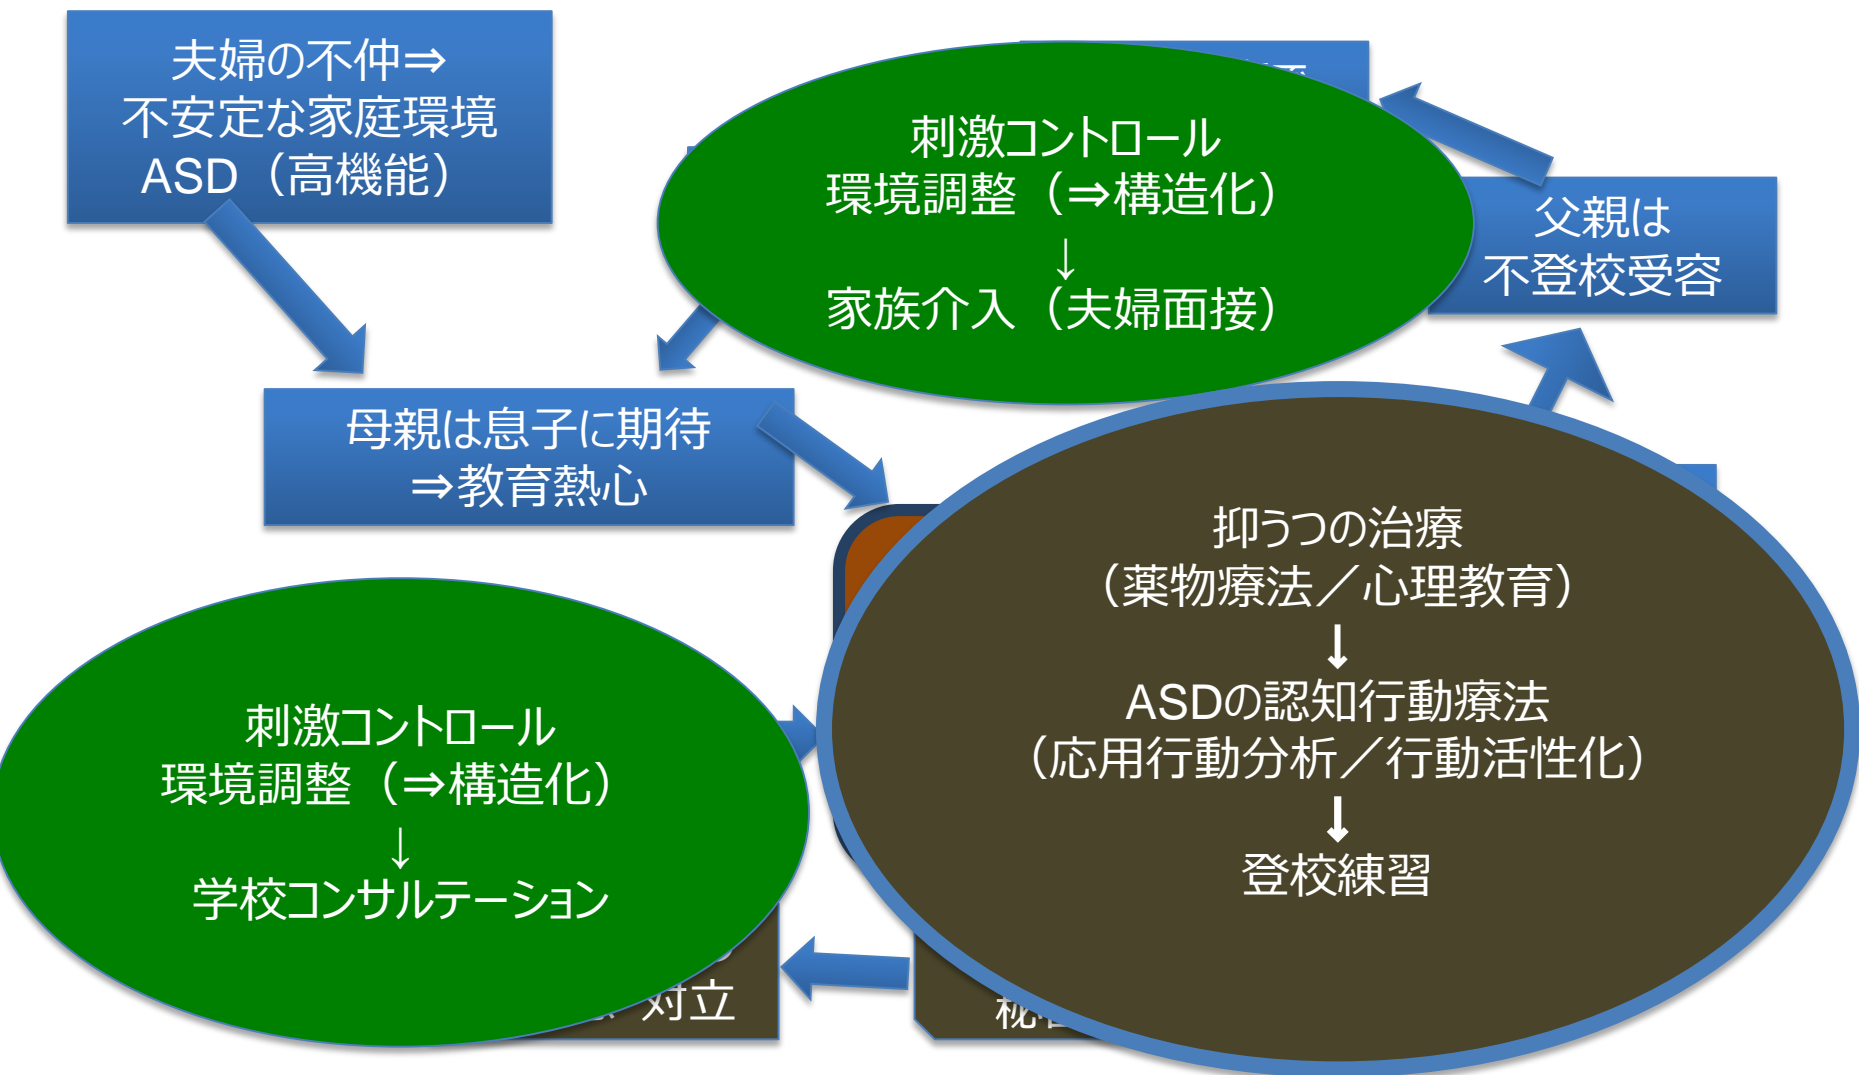 夫婦の不仲⇒
不安定な家庭環境
ASD（高機能）
刺激コントロール
環境調整（⇒構造化）
↓
家族介入（夫婦面接）
父親は
不登校受容
母親は息子に期待
⇒教育熱心
抑うつの治療
（薬物療法／心理教育）
↓
ASDの認知行動療法
（応用行動分析／行動活性化）
↓
登校練習
刺激コントロール
環境調整（⇒構造化）
↓
学校コンサルテーション
対立